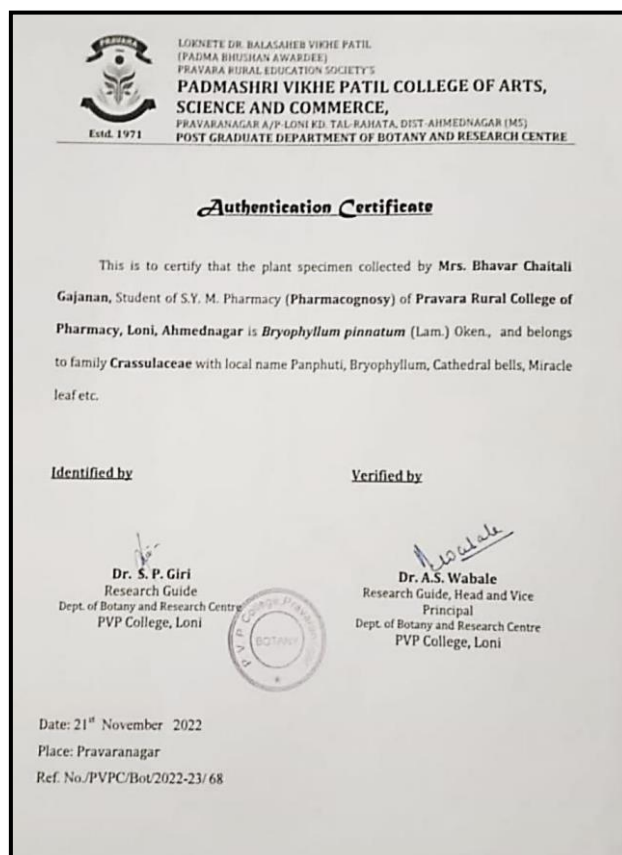 PRAVARA
Estd. 1971
LOKNETE DR. BALASAHEB VIKHE PATIL
(PADMA BHUSHAN AWARDEE)
PRAVARA RURAL EDUCATION SOCIETY'S
PADMASHRI VIKHE PATIL COLLEGE OF ARTS,
SCIENCE AND COMMERCE,
PRAVARANAGAR A/P-LONI KD. TAL-RAHATA, DIST-AHMEDNAGAR (MS)
POST GRADUATE DEPARTMENT OF BOTANY AND RESEARCH CENTRE
Authentication Certificate
This is to certify that the plant specimen collected by Mrs. Bhavar Chaitali
Gajanan, Student of S.Y. M. Pharmacy (Pharmacognosy) of Pravara Rural College of
Pharmacy, Loni, Ahmednagar is Bryophyllum pinnatum (Lam.) Oken., and belongs
to family Crassulaceae with local name Panphuti, Bryophyllum, Cathedral bells, Miracle
leaf etc.
Identified by
Dr. S. P. Giri
Research Guide
Dept. of Botany and Research Centre
PVP College, Loni
Verified by
Wabale
Dr. A.S. Wabale
Research Guide, Head and Vice
Principal
Dept. of Botany and Research Centre
PVP College, Loni
P.V.P. College, Pravara
BOTANY
Date: 21st November 2022
Place: Pravaranagar
Ref. No./PVPC/Bot/2022-23/68